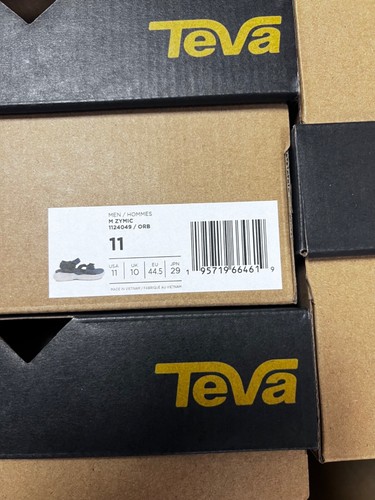 Teva
MEN / HOMMES
M ZYMIC
1124049 / ORB
11
USA UK EU JPN
11 10 44.5 29
MADE IN VIETNAM / FABRIQUÉ AU VIETNAM
1 95719 66461 9
Teva